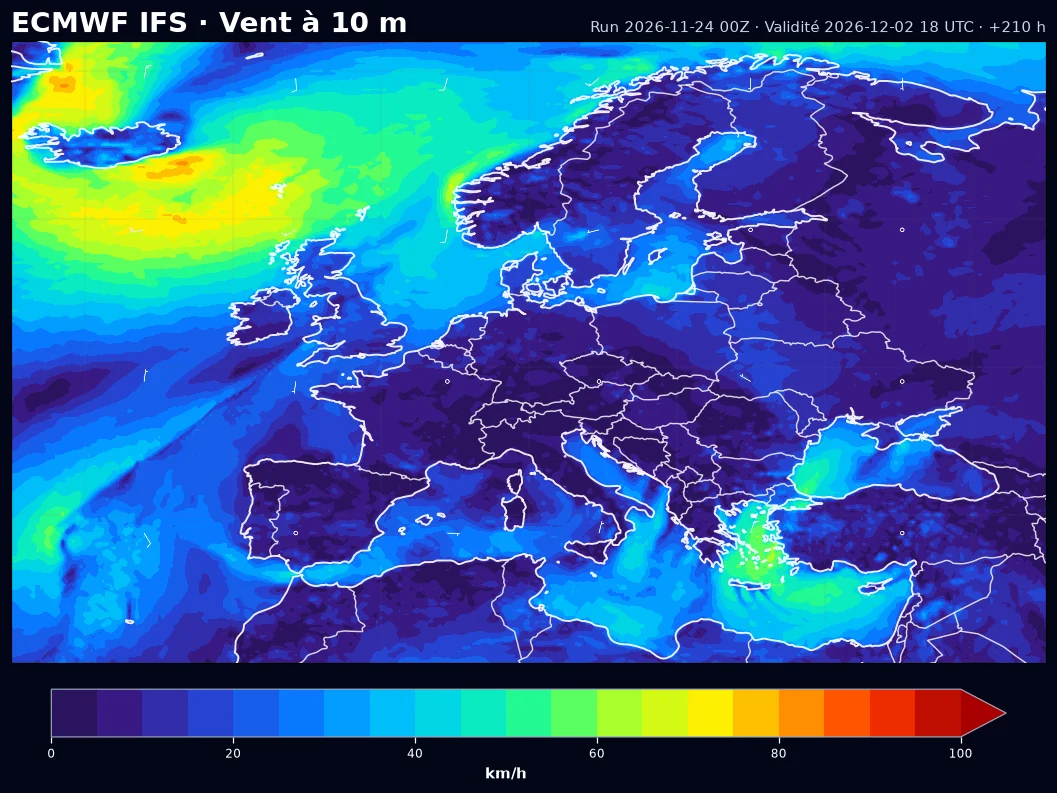 ECMWF IFS · Vent à 10 m
Run 2026-11-24 00Z · Validité 2026-12-02 18 UTC · +210 h
0 20 40 60 80 100
km/h